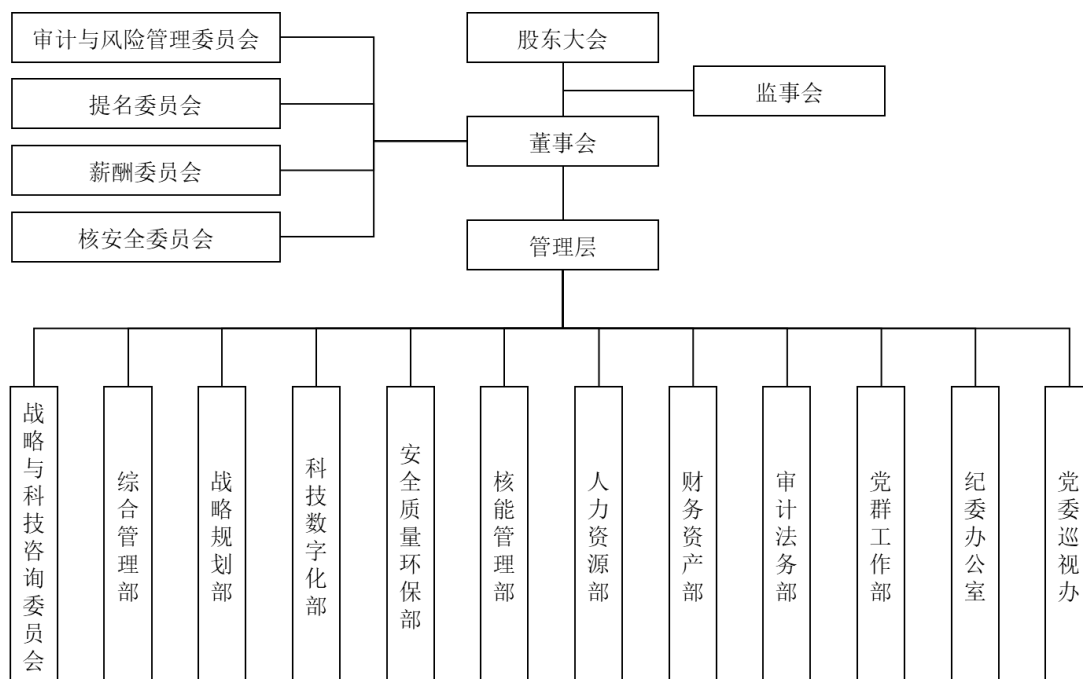 审计与风险管理委员会
股东大会
提名委员会
监事会
董事会
薪酬委员会
核安全委员会
管理层
战略与科技咨询委员会
综合管理部
战略规划部
科技数字化部
安全质量环保部
核能管理部
人力资源部
财务资产部
审计法务部
党群工作部
纪委办公室
党委巡视办